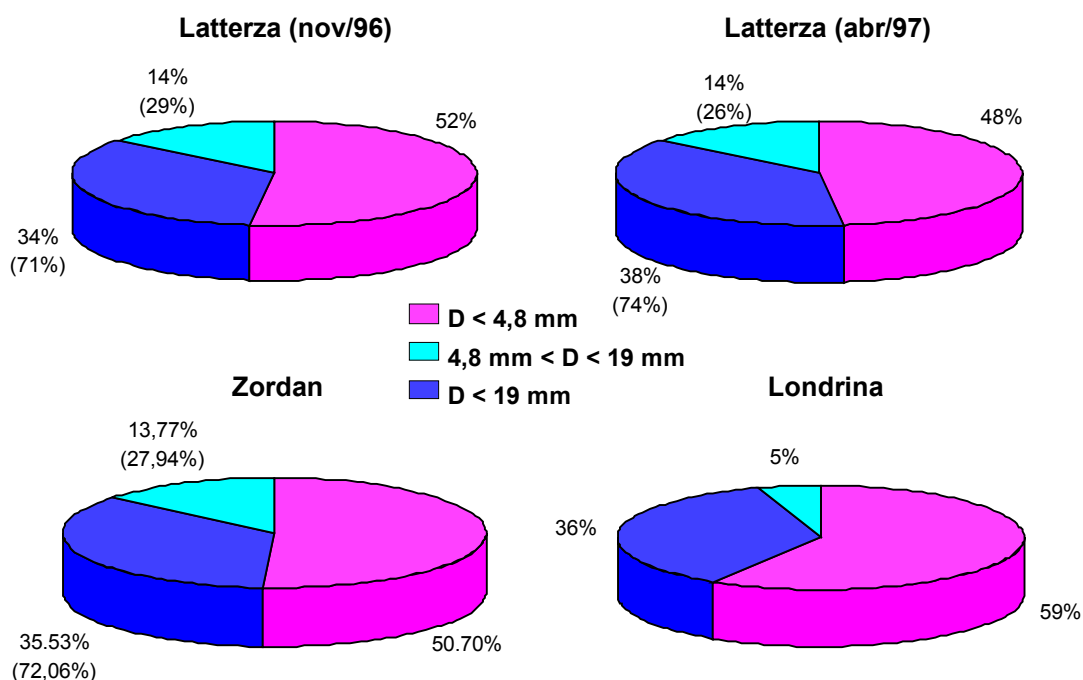 Latterza (nov/96)
14%
(29%)
52%
34%
(71%)
Latterza (abr/97)
14%
(26%)
48%
38%
(74%)
D < 4,8 mm
4,8 mm < D < 19 mm
D < 19 mm
Zordan
13,77%
(27,94%)
35.53%
(72,06%)
50.70%
Londrina
5%
36%
59%